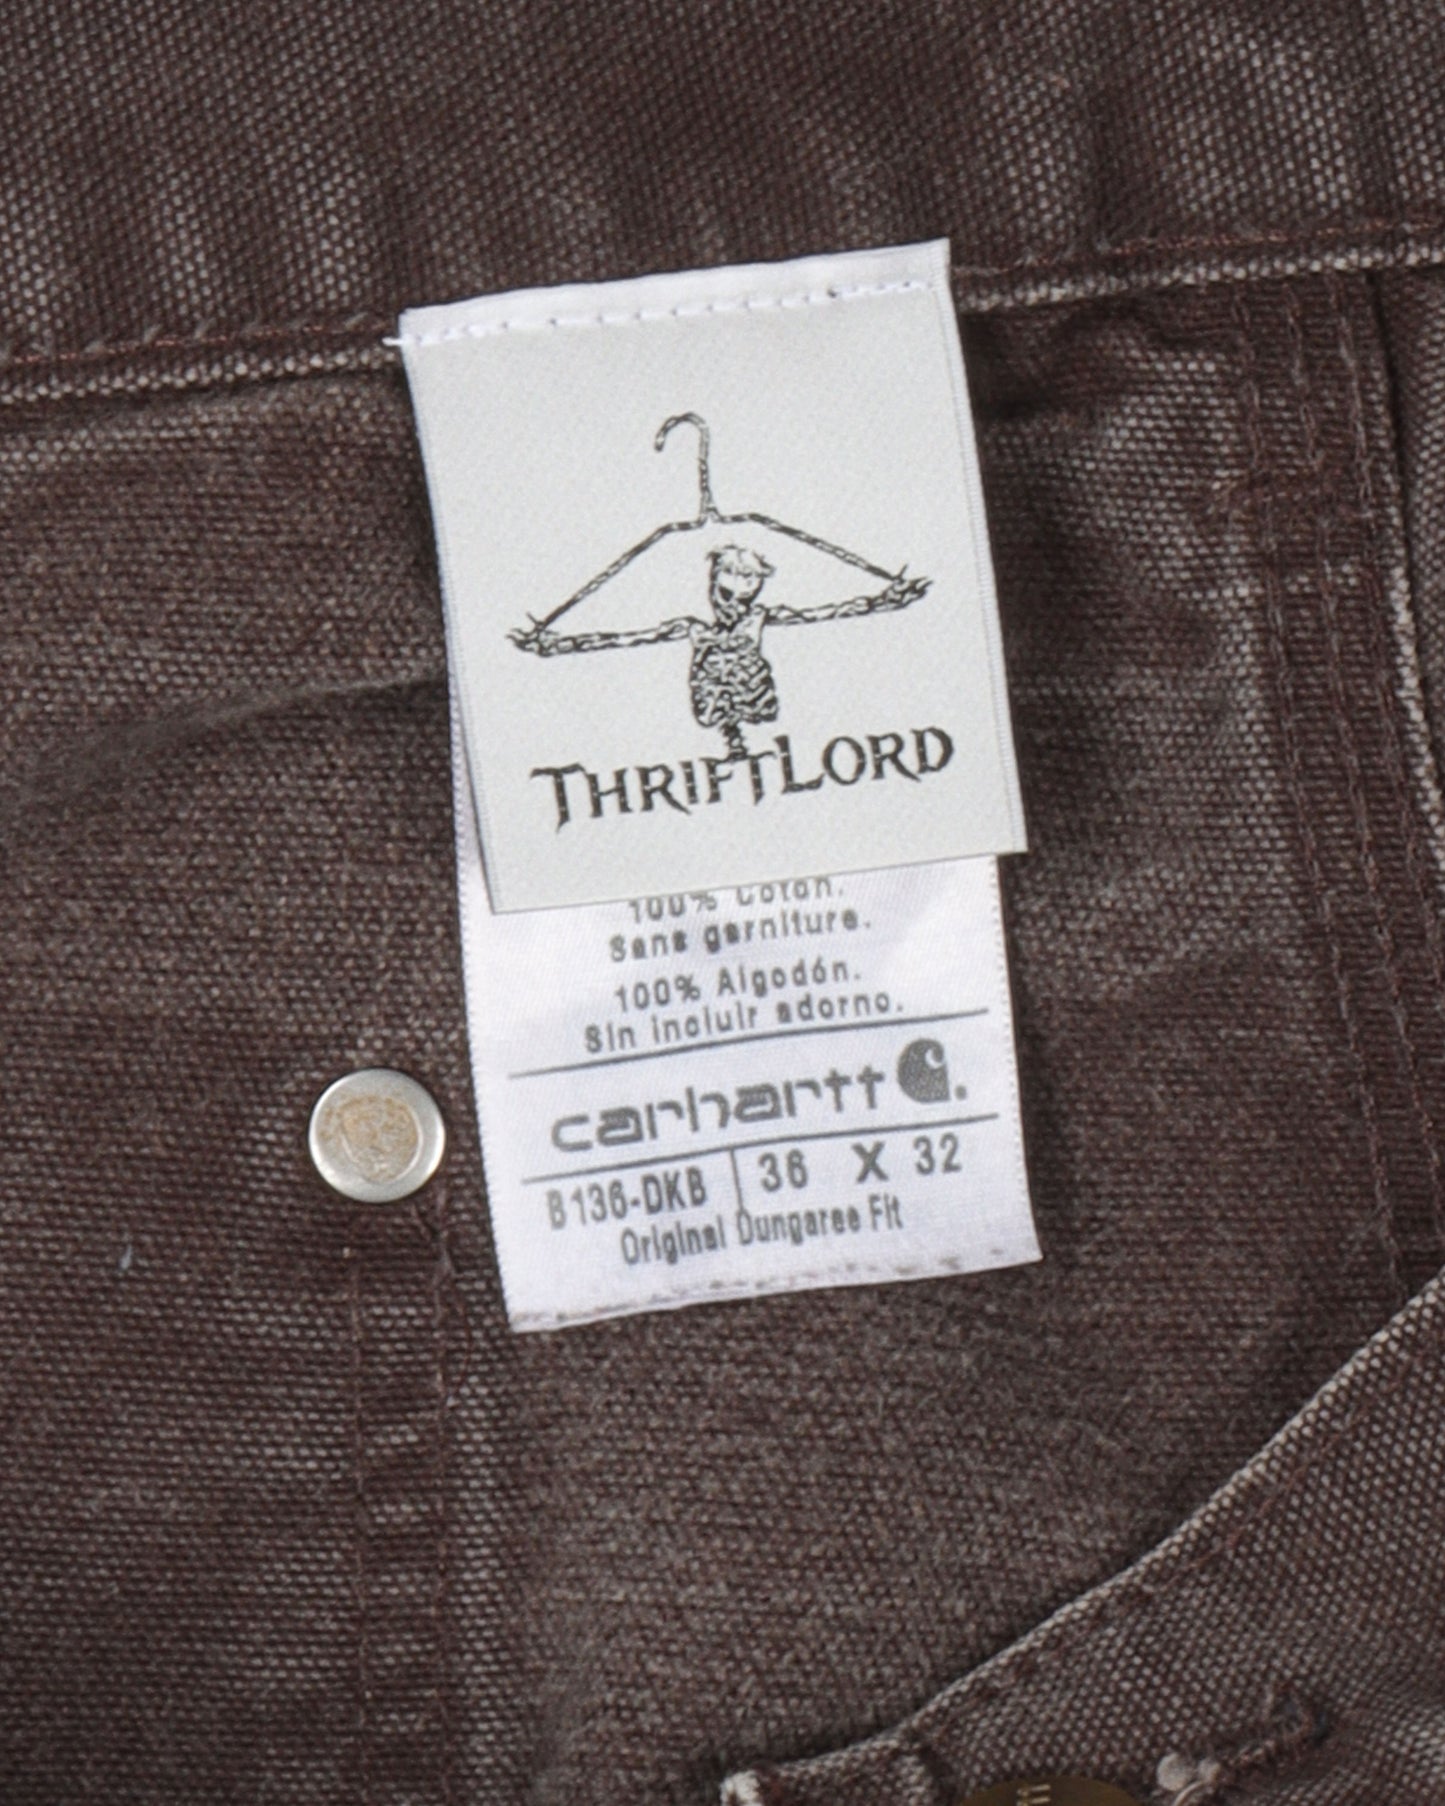 THRIFTLORD
100% Coton.
Sans garniture.
100% Algodón.
Sin incluir adorno.
carhartt
B136-DKB 36 X 32
Original Dungaree Fit